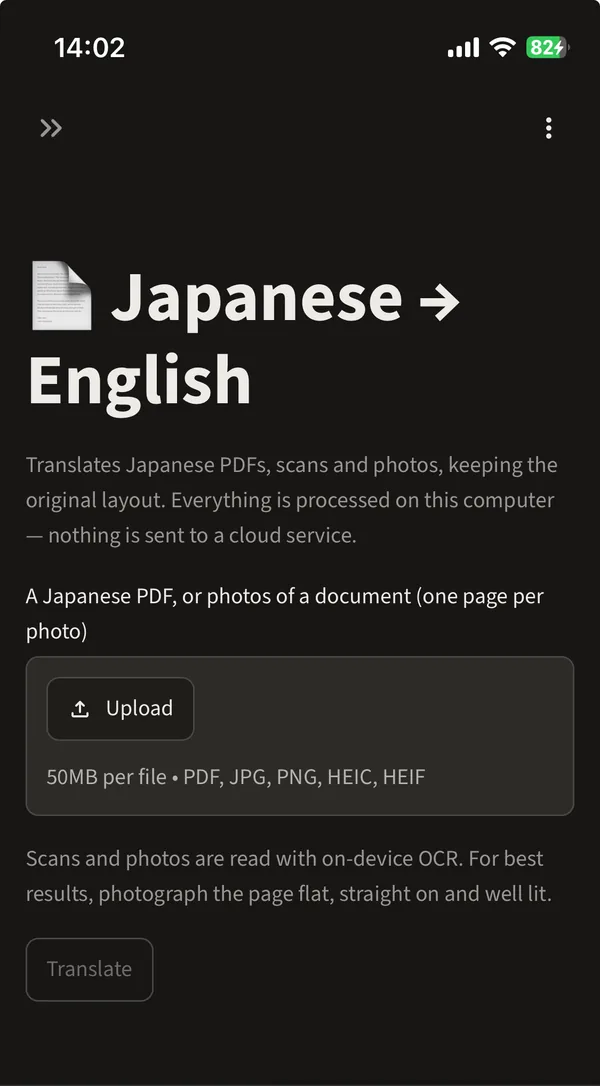 14:02
82
Japanese →
English
Translates Japanese PDFs, scans and photos, keeping the
original layout. Everything is processed on this computer
— nothing is sent to a cloud service.
A Japanese PDF, or photos of a document (one page per
photo)
Upload
50MB per file • PDF, JPG, PNG, HEIC, HEIF
Scans and photos are read with on-device OCR. For best
results, photograph the page flat, straight on and well lit.
Translate